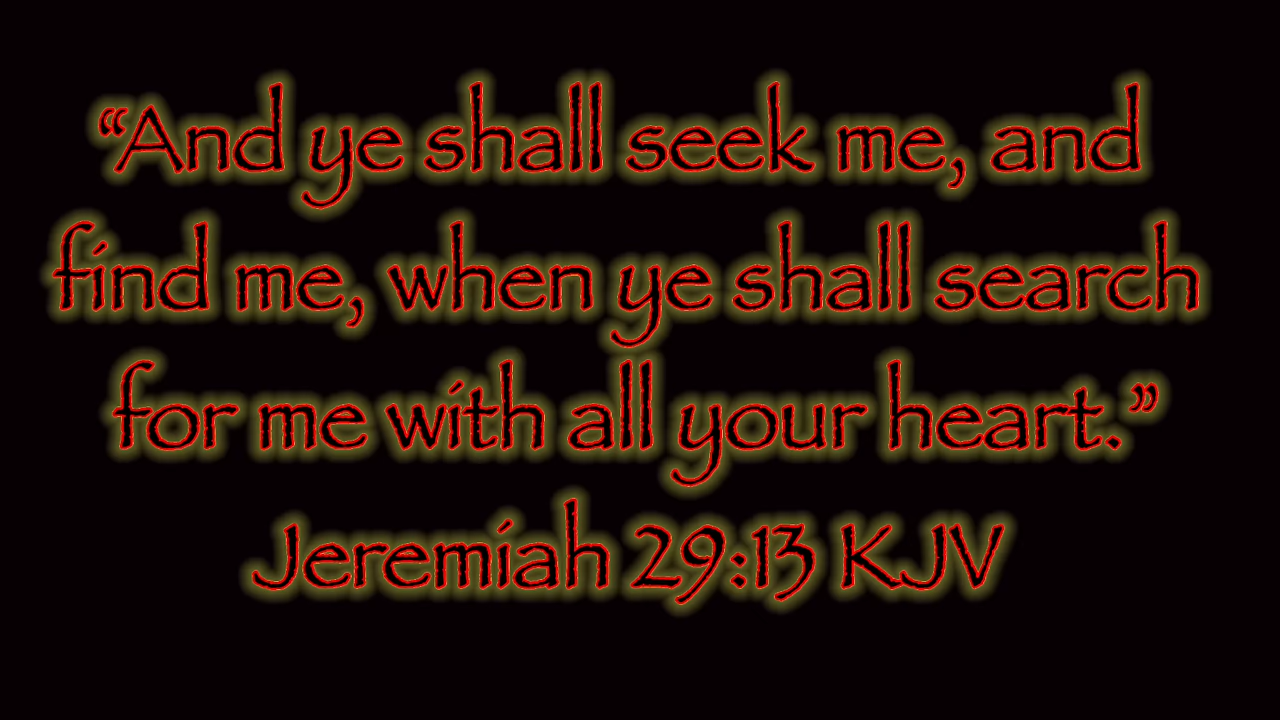 “And ye shall seek me, and
find me, when ye shall search
for me with all your heart.”
Jeremiah 29:13 KJV